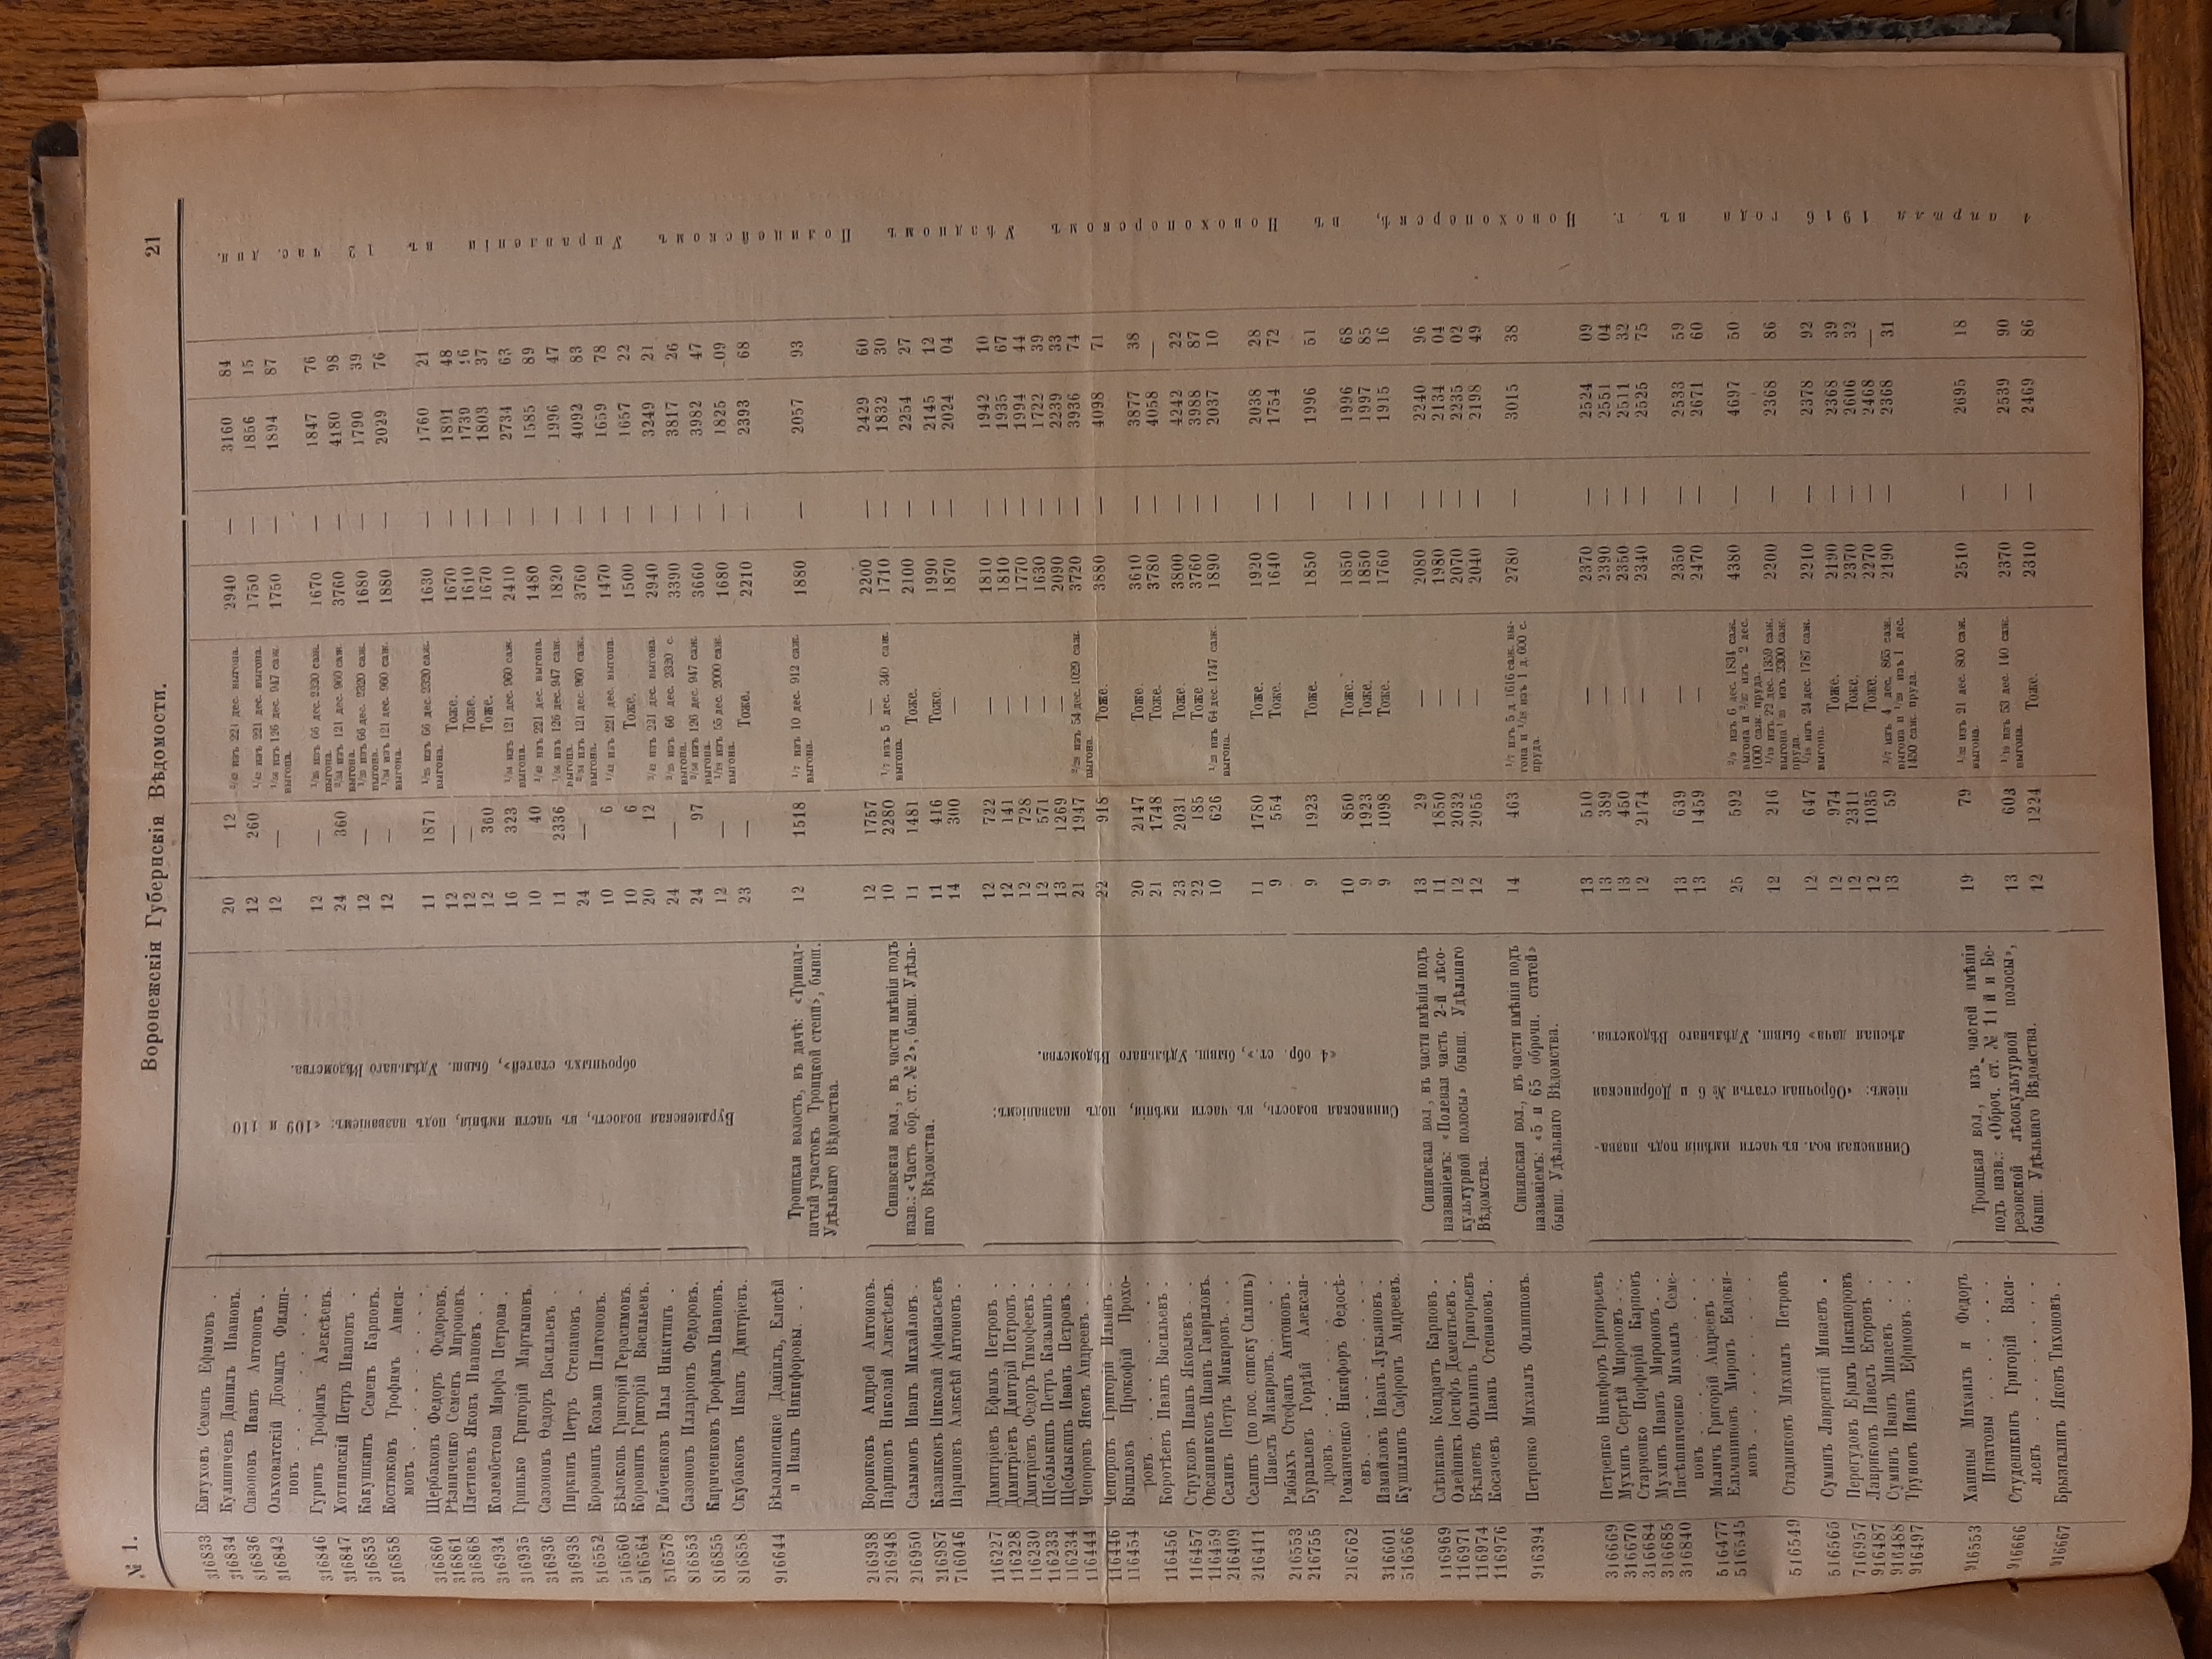 № 1.
Воронежскія Губернскія Вѣдомости.
21
316833 Евтуховъ Семенъ Ефимовъ . 20 12 2/42 изъ 221 дес. выгона. 2940 — 3160 84
316834 Кулиничевъ Даніилъ Ивановъ. 12 260 1/42 изъ 221 дес. выгона. 1750 — 1856 15
816836 Сазоновъ Иванъ Антоновъ . 12 — 1/56 изъ 126 дес. 947 саж. 1750 — 1894 87
выгона.
316842 Ольховатскій Діомидъ Филип-
повъ . . . . . . . . . 12 — 1/25 изъ 66 дес. 2320 саж. 1670 — 1847 76
выгона.
316846 Гуринъ Трофимъ Алексѣевъ. 24 360 2/34 изъ 121 дес. 960 саж. 3760 — 4180 98
выгона.
316847 Хотнянскій Петръ Ивановъ . 12 — 1/25 изъ 66 дес. 2320 саж. 1680 — 1790 39
выгона.
316853 Какушкинъ Семенъ Карповъ. 12 — 1/34 изъ 121 дес. 960 саж. 1880 — 2029 76
выгона.
316858 Костюковъ Трофимъ Аниси-
мовъ . . . . . . . . 11 1871 1/25 изъ 66 дес. 2320 саж. 1630 — 1760 21
выгона.
316860 Щербаковъ Федоръ Федоровъ. 12 — Тоже. 1670 — 1891 48
316861 Рѣзниченко Семенъ Мироновъ. 12 — Тоже. 1610 — 1739 16
316868 Плетневъ Яковъ Ивановъ . . 12 360 Тоже. 1670 — 1803 37
316934 Колембетова Марфа Петрова . 16 323 1/34 изъ 121 дес. 960 саж. 2410 — 2734 63
выгона.
316935 Гринько Григорій Мартыновъ. 10 40 1/42 изъ 221 дес. выгона. 1480 — 1585 89
316936 Сазоновъ Ѳедоръ Васильевъ . 11 2336 1/56 изъ 126 дес. 947 саж. 1820 — 1996 47
выгона.
316938 Пиркинъ Петръ Степановъ . 24 — 2/34 изъ 121 дес. 960 саж. 3760 — 4092 83
выгона.
516552 Коровинъ Козьма Платоновъ. 10 6 1/42 изъ 221 дес. выгона. 1470 — 1659 78
516560 Бѣлоконь Григорій Герасимовъ. 10 6 Тоже. 1500 — 1657 22
516564 Коровинъ Григорій Васильевъ. 20 12 2/42 изъ 221 дес. выгона. 2940 — 3249 21
516578 Рябченковъ Илья Никитинъ . 24 — 2/25 изъ 66 дес. 2320 с. 3390 — 3817 26
выгона.
816853 Сазоновъ Илларіонъ Федоровъ. 24 97 2/56 изъ 126 дес. 947 саж. 3660 — 3982 47
выгона.
816855 Кириченковъ Трофимъ Ивановъ. 12 — 1/19 изъ 55 дес. 2000 саж. 1680 — 1825 09
выгона.
816858 Скубаковъ Иванъ Дмитріевъ. 23 — Тоже. 2210 — 2393 68
Бурляевская волость, въ части имѣнія, подъ названіемъ: «109 и 110
оброчныхъ статей», бывш. Удѣльнаго Вѣдомства.
916644 Бѣлолипецкіе Даніилъ, Елисѣй
и Иванъ Никифоровы. . .
Троицкая волость, въ дачѣ: «Тринад-
цатый участокъ Троицкой степи», бывш.
Удѣльнаго Вѣдомства.
12 1518 1/7 изъ 10 дес. 912 саж. 1880 — 2057 93
выгона.
216938 Воронковъ Андрей Антоновъ. 12 1757 — 2200 — 2429 60
216948 Париновъ Николай Алексѣевъ. 10 2280 1/7 изъ 5 дес. 340 саж. 1710 — 1832 30
выгона.
216950 Салымовъ Иванъ Михайловъ . 11 1481 Тоже. 2100 — 2254 27
216987 Казанковъ Николай Афанасьевъ 11 416 Тоже. 1990 — 2145 12
716046 Париновъ Алексѣй Антоновъ . 14 300 — 1870 — 2024 04
Синявская вол., въ части имѣнія подъ
назв.: «Часть обр. ст. № 2», бывш. Удѣль-
наго Вѣдомства.
116227 Димитріевъ Ефимъ Петровъ . 12 722 — 1810 — 1942 10
116228 Димитріевъ Дмитрій Петровъ . 12 141 — 1810 — 1935 67
116230 Дмитріевъ Федоръ Тимофеевъ . 12 728 — 1770 — 1994 44
116233 Щеблыкинъ Петръ Казьминъ . 12 571 — 1630 — 1722 39
116234 Щеблыкинъ Иванъ Петровъ . 13 1269 — 2090 — 2239 33
116444 Чепоровъ Яковъ Андреевъ . . 21 1947 2/28 изъ 54 дес. 1029 саж. 3720 — 3936 74
выгона.
116446 Чепоровъ Григорій Ильинъ . 22 918 Тоже. 3880 — 4098 71
116454 Вышловъ Прокофій Прохо-
ровъ . . . . . . . . . 20 2147 Тоже. 3610 — 3877 38
116456 Коротѣевъ Иванъ Васильевъ . 21 1748 Тоже. 3780 — 4058 —
116457 Струковъ Иванъ Яковлевъ . . 23 2031 Тоже. 3800 — 4242 22
116459 Овсянниковъ Иванъ Гавриловъ. 22 185 Тоже 3760 — 3988 87
216409 Селинъ Петръ Макаровъ. . . 10 626 1/23 изъ 64 дес. 1747 саж. 1890 — 2037 10
выгона.
216411 Селинъ (по пос. списку Силинъ)
Павелъ Макаровъ. . . . 11 1780 Тоже. 1920 — 2038 28
216553 Рябыхъ Стефанъ Антоновъ . 9 554 Тоже. 1640 — 1754 72
216755 Буравлевъ Гордѣй Алексан-
дровъ . . . . . . . . 9 1923 Тоже. 1850 — 1996 51
216762 Романченко Никифоръ Ѳедосѣ-
евъ. . . . . . . . . 10 850 Тоже. 1850 — 1996 68
316601 Измайловъ Иванъ Лукьяновъ . 9 1923 Тоже. 1850 — 1997 85
516566 Кушилинъ Сафронъ Андреевъ. 9 1098 Тоже. 1760 — 1915 16
Синявская волость, въ части имѣніи, подъ названіемъ:
«4 обр. ст.», бывш. Удѣльнаго Вѣдомства.
116969 Слѣпкань Кондратъ Карповъ . 13 29 — 2080 — 2240 96
116971 Олейникъ Іосифъ Дементьевъ . 11 1850 — 1980 — 2134 04
116974 Бѣляевъ Филиппъ Григорьевъ 12 2032 — 2070 — 2235 02
116976 Косачевъ Иванъ Степановъ . 12 2055 — 2040 — 2198 49
Синявская вол, въ части имѣнія подъ
названіемъ: «Полевая часть 2-й лѣсо-
культурной полосы» бывш. Удѣльнаго
Вѣдомства.
916394 Петренко Михаилъ Филипповъ.
Синявская вол., въ части имѣнія подъ
названіемъ: «5 и 65 оброчн. статей»
бывш. Удѣльнаго Вѣдомства.
14 463 1/7 изъ 5 д. 1616 саж. вы- 2780 — 3015 38
гона и 1/18 изъ 1 д. 600 с.
пруда.
316669 Петренко Никифоръ Григорьевъ 13 510 — 2370 — 2524 09
316670 Мухинъ Сергѣй Мироновъ . . 13 389 — 2390 — 2551 04
316684 Старченко Порфирій Карповъ 13 450 — 2350 — 2511 32
316685 Мухинъ Иванъ Мироновъ . . 12 2174 — 2340 — 2525 75
316840 Пасѣшниченко Михаилъ Семе-
новъ . . . . . . . . . 13 639 — 2350 — 2533 59
516477 Маличъ Григорій Андреевъ . 13 1459 — 2470 — 2671 60
516545 Ельчаниновъ Миронъ Евдоки-
мовъ . . . . . . . . . 25 592 2/9 изъ 6 дес. 1834 саж. 4380 — 4697 50
выгона и изъ 2 дес.
1000 саж. пруда.
516549 Стадниковъ Михаилъ Петровъ 12 216 1/19 изъ 22 дес. 1359 саж. 2200 — 2368 86
выгона изъ 2300 саж.
пруда.
516565 Суминъ Лаврентій Минаевъ . 12 647 1/18 изъ 24 дес. 1787 саж. 2210 — 2378 92
выгона.
716957 Перегудовъ Ефимъ Никаноровъ 12 974 Тоже. 2190 — 2368 39
916487 Лавриковъ Павелъ Егоровъ . 12 2311 Тоже. 2370 — 2606 32
916488 Суминъ Иванъ Минаевъ . . 12 1035 Тоже. 2270 — 2468 —
916497 Труновъ Иванъ Ефимовъ . . 13 59 1/7 изъ 4 дес. 865 саж. 2190 — 2368 31
выгона и изъ 1 дес.
1450 саж. пруда.
Синявская вол. въ части имѣнія подъ назва-
ніемъ: «Оброчная статья № 6 и Добринская
лѣсная дача» бывш. Удѣльнаго Вѣдомства.
916553 Ханины Михаилъ и Федоръ
Игнатовы . . . . . . . 19 79 изъ 21 дес. 800 саж. 2510 — 2695 18
выгона.
916666 Студеникинъ Григорій Васи-
льевъ . . . . . . . . 13 603 1/19 изъ 53 дес. 140 саж. 2370 — 2539 90
выгона.
916667 Брызгалинъ Яковъ Тихоновъ . 12 1224 Тоже. 2310 — 2469 86
Троицкая вол., изъ частей имѣнія
подъ назв.: «Оброч. ст. № 11 й и Бе-
резовской лѣсокультурной полосы»,
бывш. Удѣльнаго Вѣдомства.
4 апрѣля 1916 года въ г. Новохоперскѣ, въ Новохоперскомъ Уѣздномъ Полицейскомъ Управленіи въ 12 час. дня.